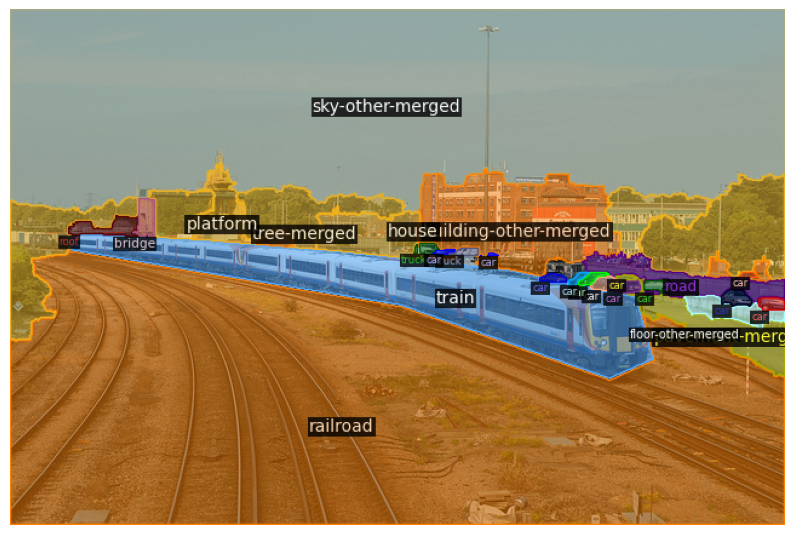 sky-other-merged
platform
tree-merged
house
ilding-other-merged
roof
bridge
truck
car
uck
car
car
car
car
car
car
road
car
car
car
train
car
car
floor-other-merged
-merg
railroad